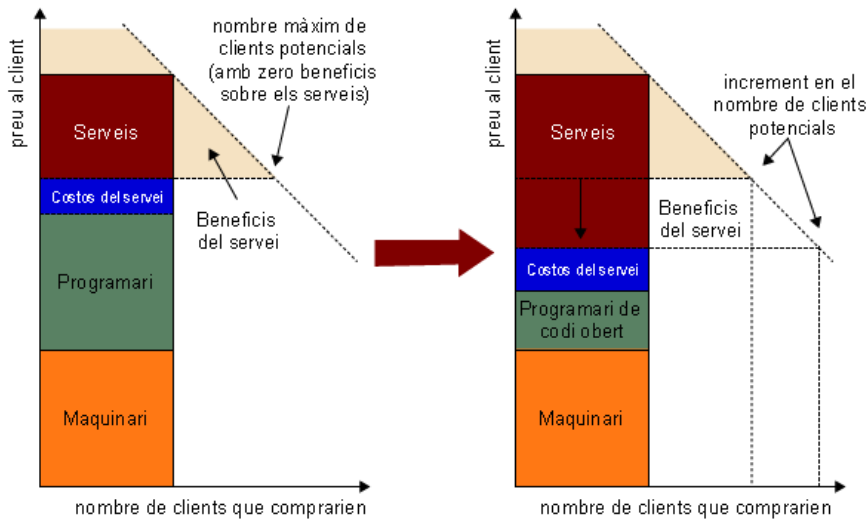 preu al client
nombre màxim de
clients potencials
(amb zero beneficis
sobre els serveis)
Serveis
Costos del servei
Beneficis
del servei
Programari
Maquinari
nombre de clients que comprarien
preu al client
increment en el
nombre de clients
potencials
Serveis
Beneficis
del servei
Costos del servei
Programari de
codi obert
Maquinari
nombre de clients que comprarien